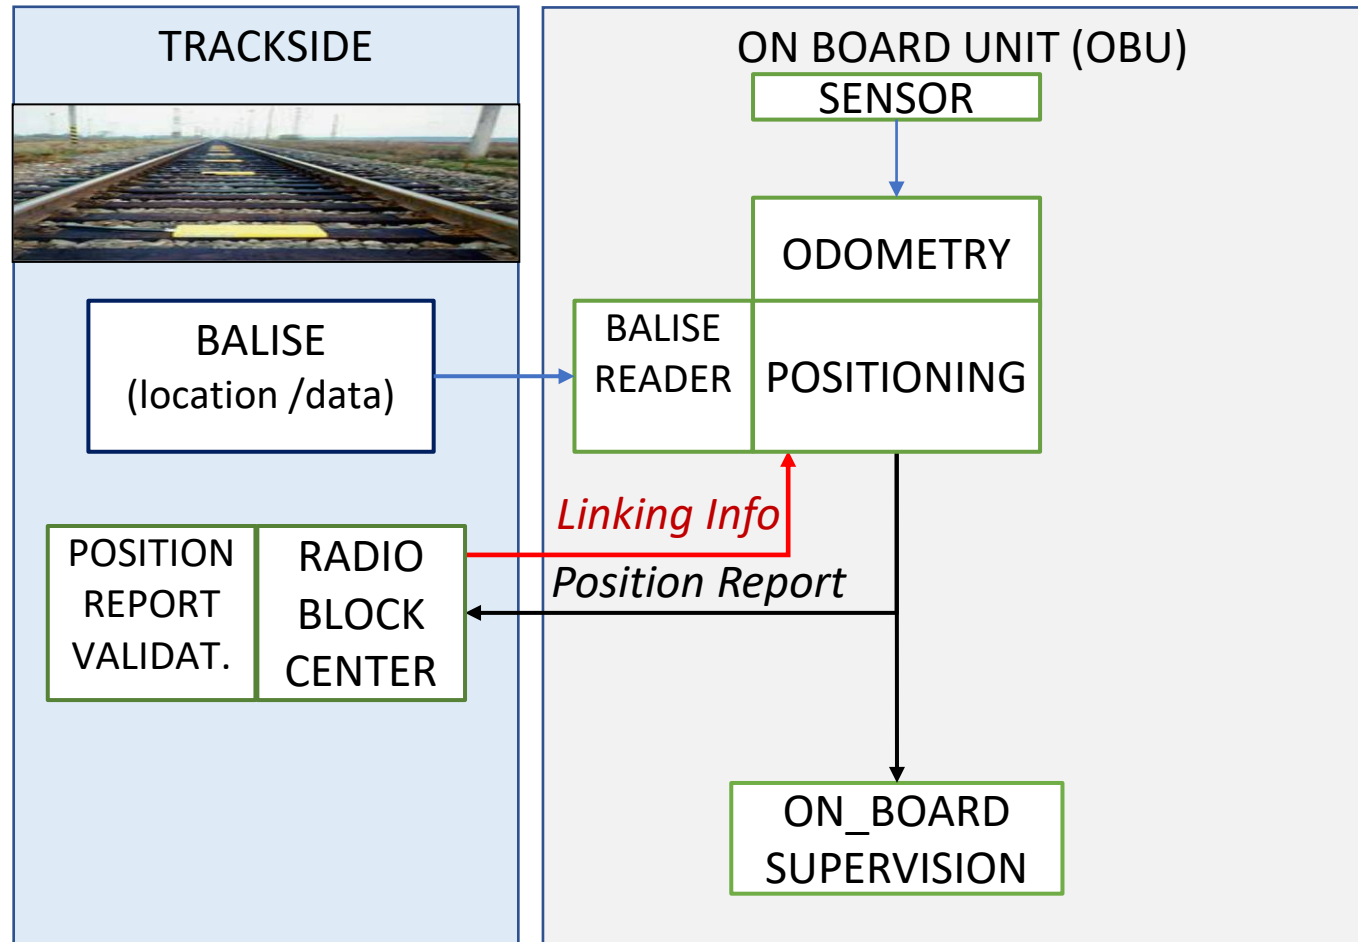 TRACKSIDE
BALISE
(location /data)
POSITION
REPORT
VALIDAT.
RADIO
BLOCK
CENTER
ON BOARD UNIT (OBU)
SENSOR
ODOMETRY
BALISE
READER
POSITIONING
Linking Info
Position Report
ON_BOARD
SUPERVISION